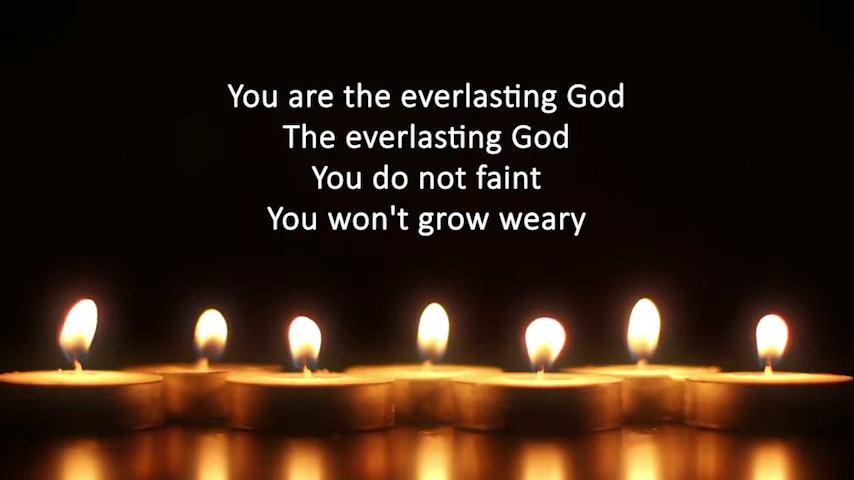 You are the everlasting God
The everlasting God
You do not faint
You won't grow weary